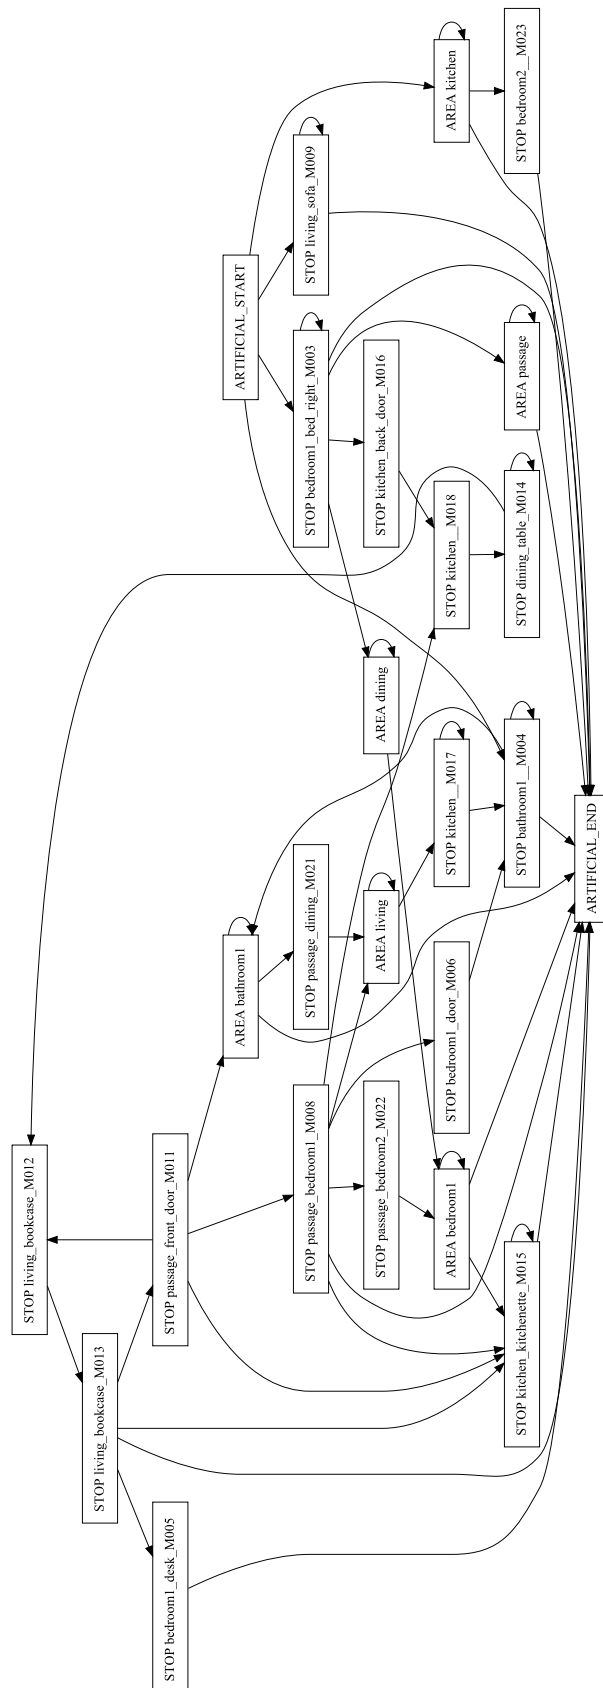 STOP living_bookcase_M012
STOP living_bookcase_M013
STOP bedroom1_desk_M005
STOP passage_front_door_M011
AREA bathroom1
ARTIFICIAL_START
STOP passage_bedroom1_M008
STOP passage_dining_M021
STOP bedroom1_bed_right_M003
STOP living_sofa_M009
STOP passage_bedroom2_M022
AREA living
AREA dining
STOP kitchen_back_door_M016
AREA bedroom1
STOP bedroom1_door_M006
STOP kitchen__M017
STOP kitchen__M018
AREA kitchen
STOP kitchen_kitchenette_M015
STOP bathroom1__M004
STOP dining_table_M014
AREA passage
STOP bedroom2__M023
ARTIFICIAL_END